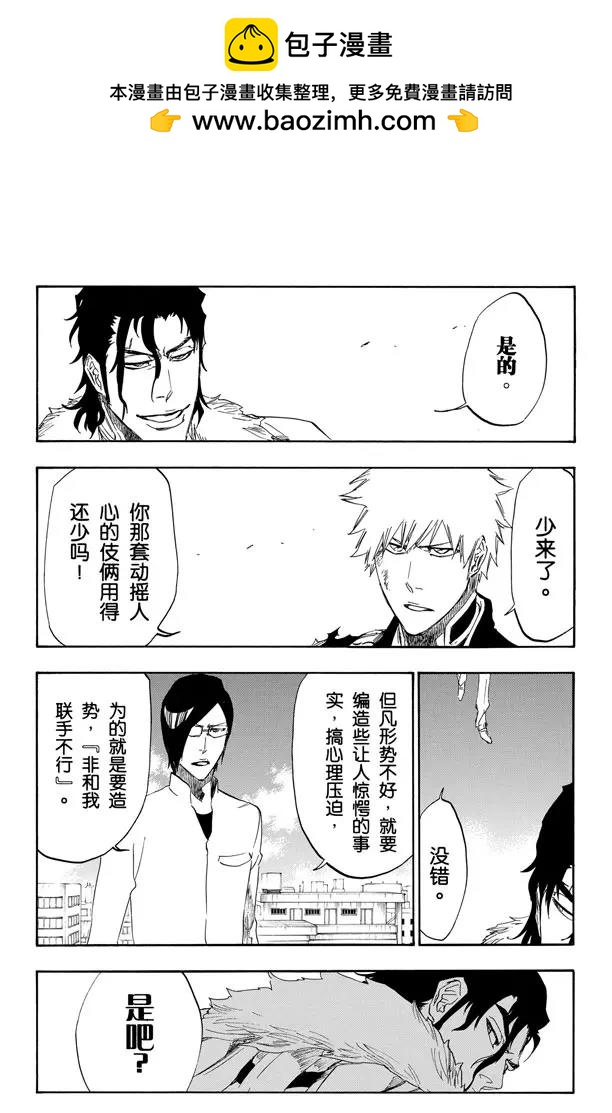 包子漫畫
本漫畫由包子漫畫收集整理，更多免費漫畫請訪問
👉 www.baozimh.com 👈
是的。
少来了。
你那套动摇人
心的伎俩用得
还少吗！
没错。
但凡形势不好，就要
编造些让人惊愕的事
实，搞心理压迫，
为的就是要造
势，『非和我
联手不行』。
是吧？